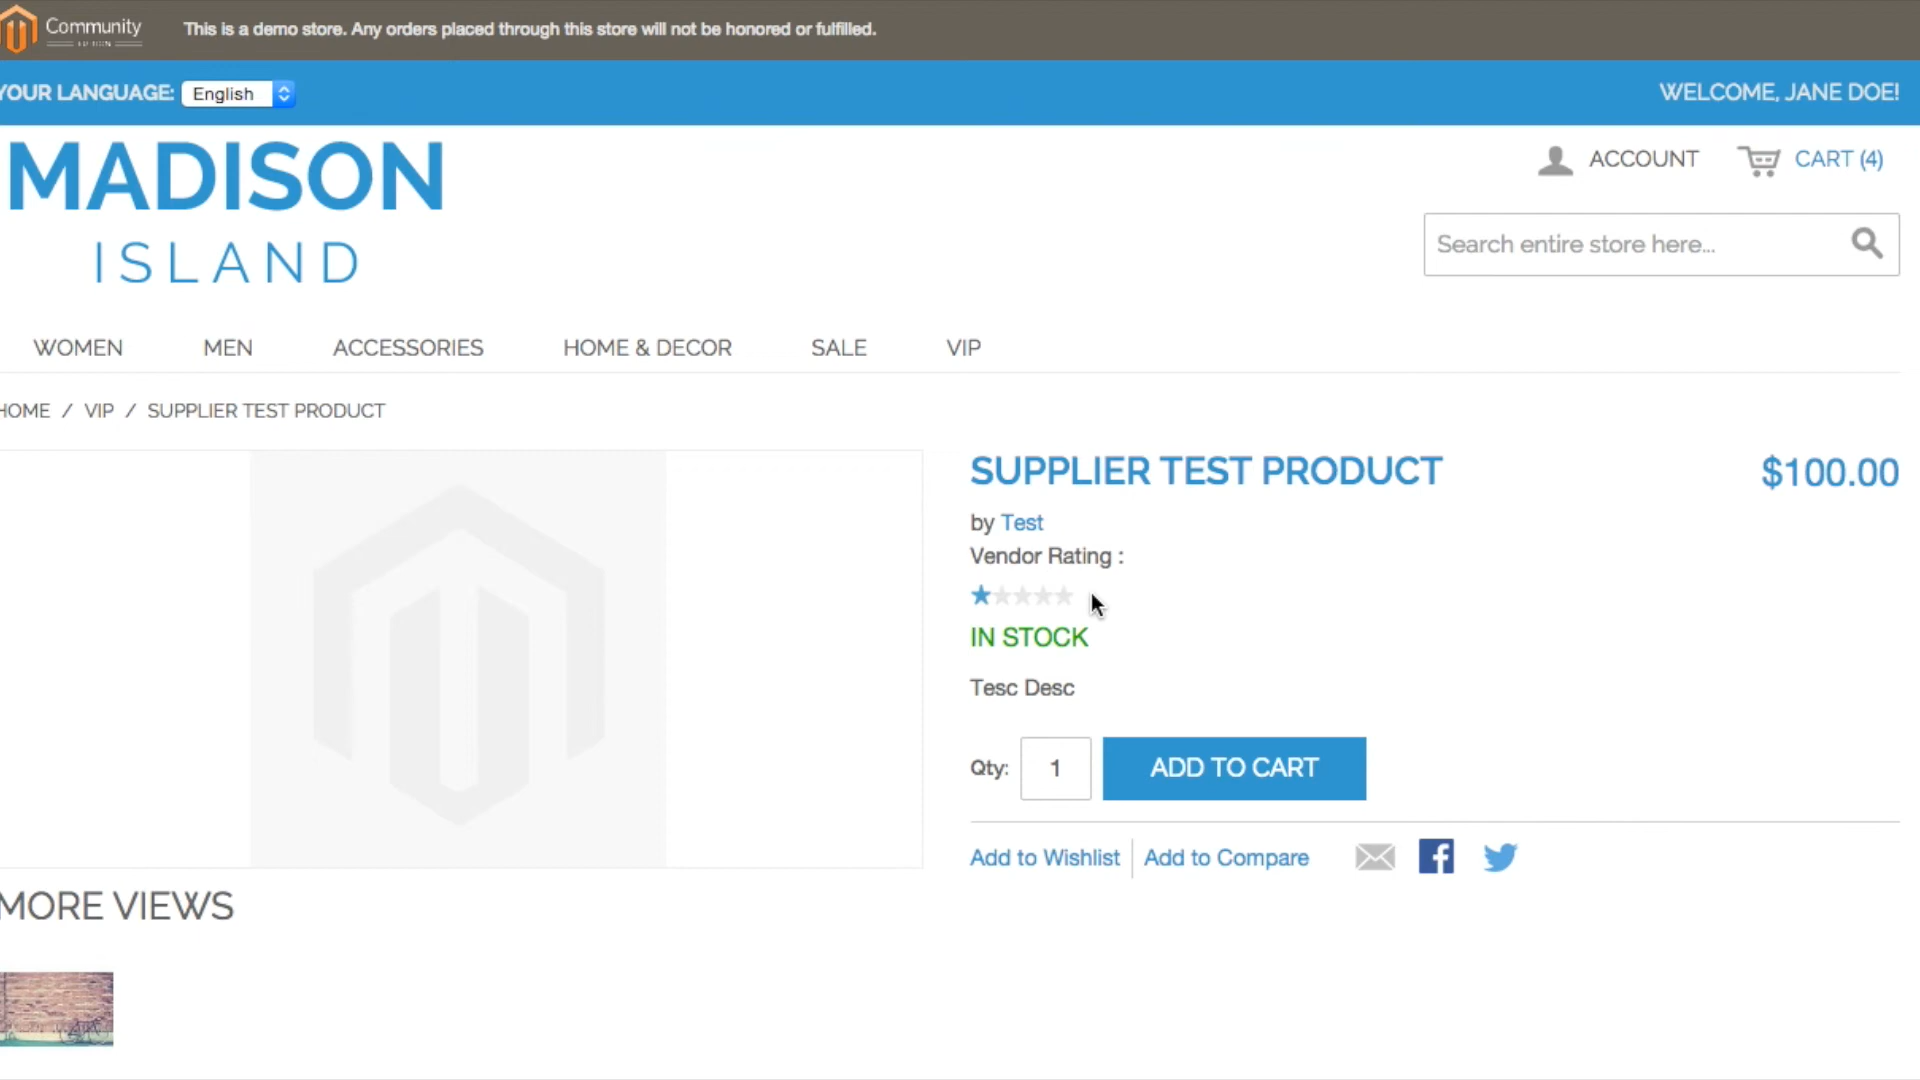 Community
This is a demo store. Any orders placed through this store will not be honored or fulfilled.
YOUR LANGUAGE: English
WELCOME, JANE DOE!
MADISON
ISLAND
ACCOUNT
CART (4)
Search entire store here...
WOMEN MEN ACCESSORIES HOME & DECOR SALE VIP
HOME / VIP / SUPPLIER TEST PRODUCT
SUPPLIER TEST PRODUCT
$100.00
by Test
Vendor Rating :
IN STOCK
Tesc Desc
Qty: 1 ADD TO CART
Add to Wishlist Add to Compare
MORE VIEWS